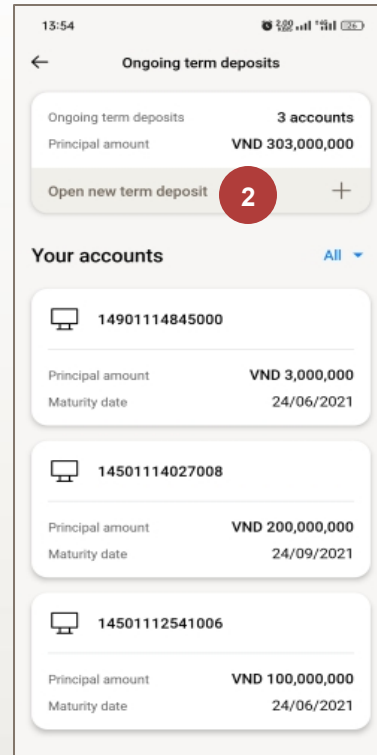 13:54
Ongoing term deposits
Ongoing term deposits 3 accounts
Principal amount VND 303,000,000
Open new term deposit 2 +
Your accounts All
14901114845000
Principal amount VND 3,000,000
Maturity date 24/06/2021
14501114027008
Principal amount VND 200,000,000
Maturity date 24/09/2021
14501112541006
Principal amount VND 100,000,000
Maturity date 24/06/2021